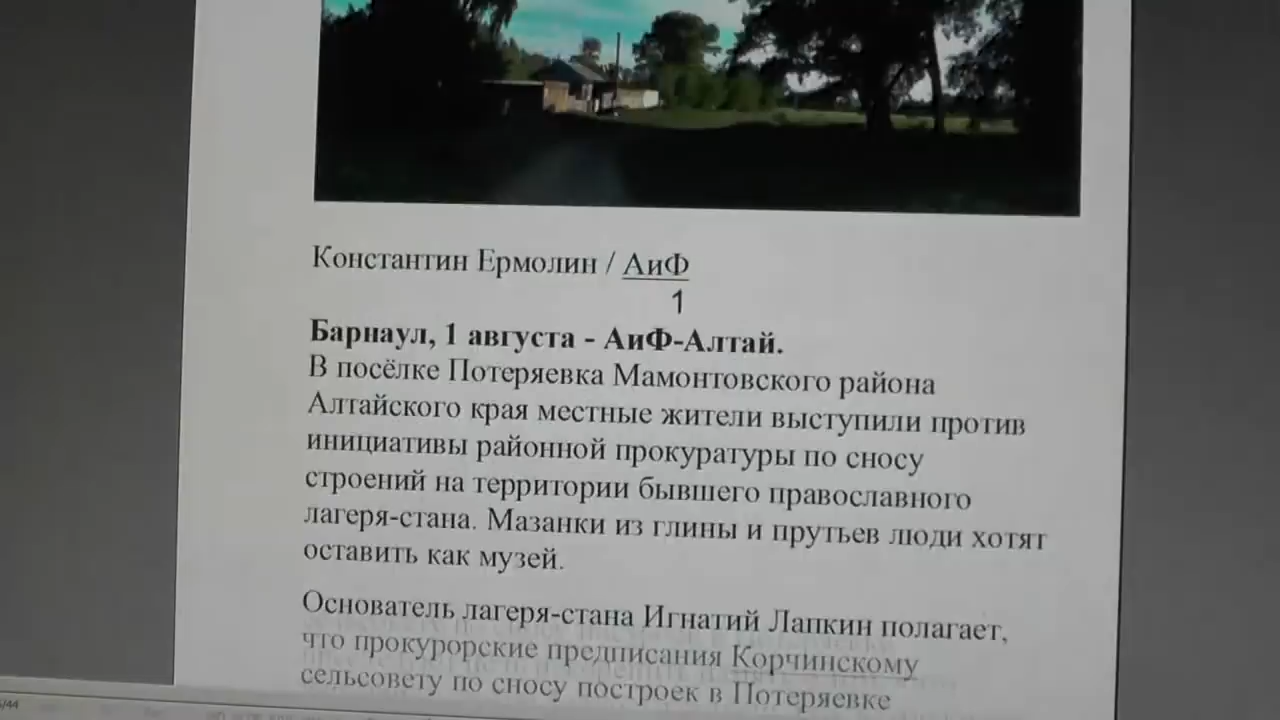 Константин Ермолин / АиФ
1
Барнаул, 1 августа - АиФ-Алтай.
В посёлке Потеряевка Мамонтовского района
Алтайского края местные жители выступили против
инициативы районной прокуратуры по сносу
строений на территории бывшего православного
лагеря-стана. Мазанки из глины и прутьев люди хотят
оставить как музей.
Основатель лагеря-стана Игнатий Лапкин полагает,
что прокурорские предписания Корчинскому
сельсовету по сносу построек в Потеряевке
/44